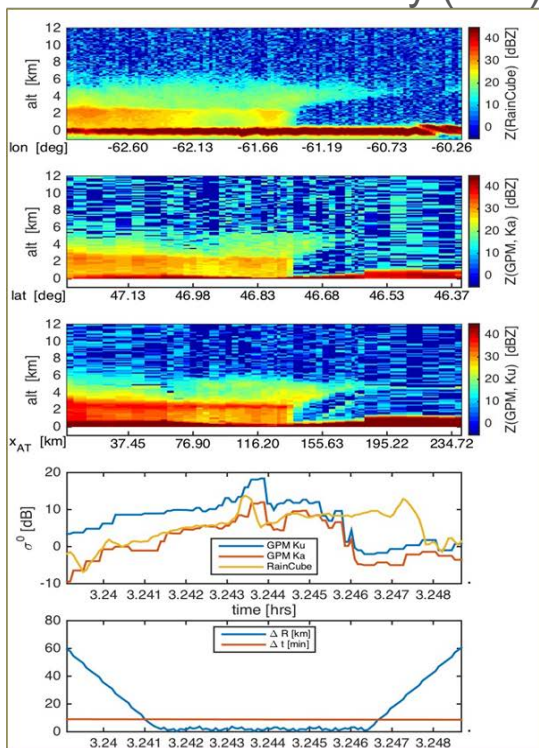 12
10
8
6
4
2
0
alt [km]
40
30
20
10
0
Z(RainCube) [dBZ]
lon [deg] -62.60 -62.13 -61.66 -61.19 -60.73 -60.26
12
10
8
6
4
2
0
alt [km]
40
30
20
10
0
Z(GPM, Ka) [dBZ]
lat [deg] 47.13 46.98 46.83 46.68 46.53 46.37
12
10
8
6
4
2
0
alt [km]
40
30
20
10
0
Z(GPM, Ku) [dBZ]
x_AT [km] 37.45 76.90 116.20 155.63 195.22 234.72
20
10
0
-10
σ⁰ [dB]
GPM Ku
GPM Ka
RainCube
3.24 3.241 3.242 3.243 3.244 3.245 3.246 3.247 3.248
time [hrs]
80
60
40
20
0
Δ R [km]
Δ t [min]
3.24 3.241 3.242 3.243 3.244 3.245 3.246 3.247 3.248